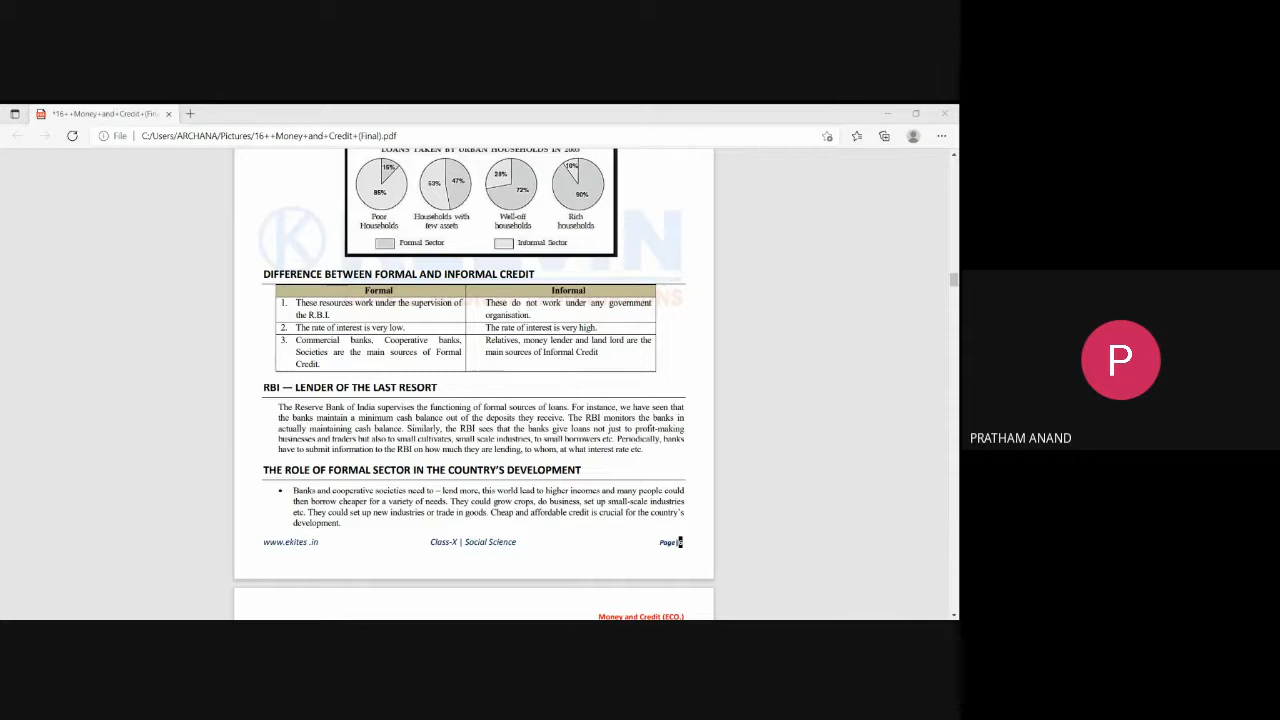 *16++Money+and+Credit+(Fin
File
C:/Users/ARCHANA/Pictures/16++Money+and+Credit+(Final).pdf
LOANS TAKEN BY URBAN HOUSEHOLDS IN 2003
15%
85%
53%
47%
28%
72%
10%
90%
Poor Households
Households with few assets
Well-off households
Rich households
Formal Sector
Informal Sector
DIFFERENCE BETWEEN FORMAL AND INFORMAL CREDIT
Formal
Informal
1. These resources work under the supervision of
the R.B.I.
These do not work under any government
organisation.
2. The rate of interest is very low.
The rate of interest is very high.
3. Commercial banks, Cooperative banks,
Societies are the main sources of Formal
Credit.
Relatives, money lender and land lord are the
main sources of Informal Credit
RBI — LENDER OF THE LAST RESORT
The Reserve Bank of India supervises the functioning of formal sources of loans. For instance, we have seen that
the banks maintain a minimum cash balance out of the deposits they receive. The RBI monitors the banks in
actually maintaining cash balance. Similarly, the RBI sees that the banks give loans not just to profit-making
businesses and traders but also to small cultivates, small scale industries, to small borrowers etc. Periodically, banks
have to submit information to the RBI on how much they are lending, to whom, at what interest rate etc.
THE ROLE OF FORMAL SECTOR IN THE COUNTRY'S DEVELOPMENT
• Banks and cooperative societies need to – lend more, this world lead to higher incomes and many people could
then borrow cheaper for a variety of needs. They could grow crops, do business, set up small-scale industries
etc. They could set up new industries or trade in goods. Cheap and affordable credit is crucial for the country's
development.
www.ekites .in
Class-X | Social Science
Page
Money and Credit (ECO.)
P
PRATHAM ANAND